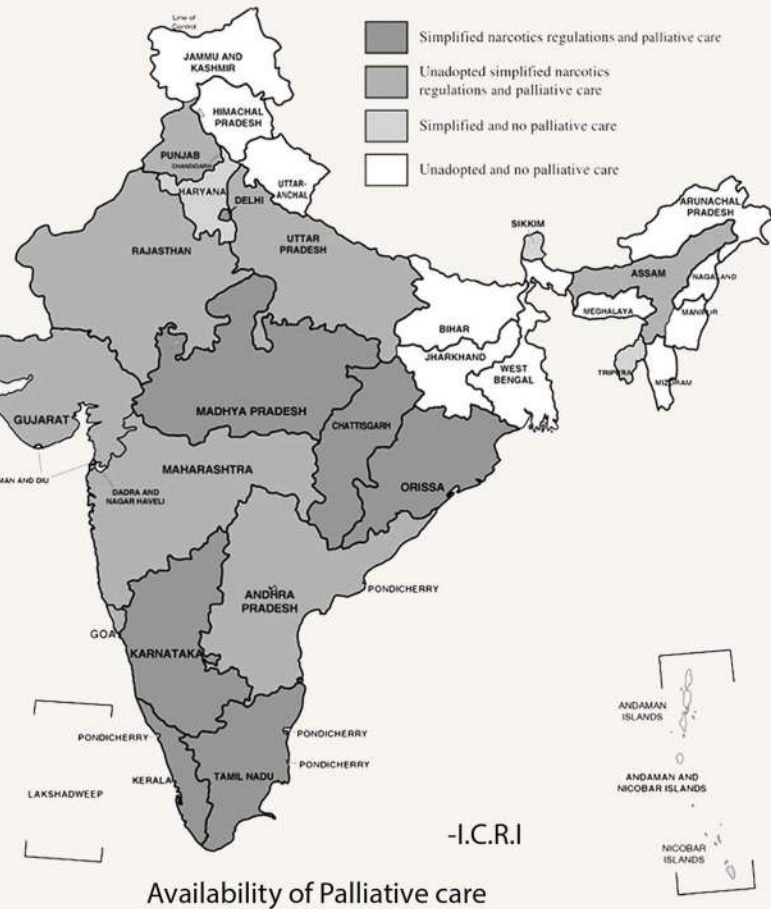 Line of
Control
JAMMU AND
KASHMIR
Simplified narcotics regulations and palliative care
Unadopted simplified narcotics
regulations and palliative care
Simplified and no palliative care
Unadopted and no palliative care
HIMACHAL
PRADESH
PUNJAB
CHANDIGARH
UTTAR-
ANCHAL
HARYANA
DELHI
ARUNACHAL
PRADESH
SIKKIM
RAJASTHAN
UTTAR
PRADESH
ASSAM
NAGALAND
MEGHALAYA
MANIPUR
BIHAR
JHARKHAND
WEST
BENGAL
TRIPURA
MIZORAM
GUJARAT
MADHYA PRADESH
CHATTISGARH
MAHARASHTRA
MAN AND DIU
DADRA AND
NAGAR HAVELI
ORISSA
ANDHRA
PRADESH
PONDICHERRY
GOA
KARNATAKA
PONDICHERRY
PONDICHERRY
PONDICHERRY
KERALA
TAMIL NADU
LAKSHADWEEP
ANDAMAN
ISLANDS
ANDAMAN AND
NICOBAR ISLANDS
NICOBAR
ISLANDS
-I.C.R.I
Availability of Palliative care